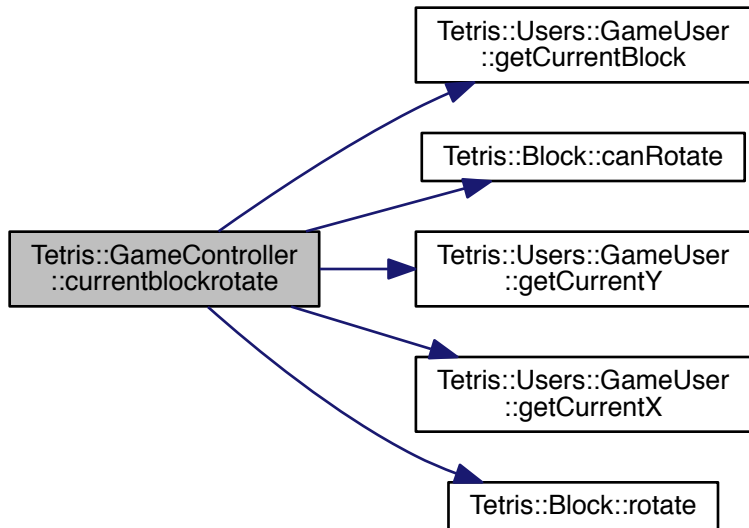 Tetris::Users::GameUser
::getCurrentBlock
Tetris::Block::canRotate
Tetris::GameController
::currentblockrotate
Tetris::Users::GameUser
::getCurrentY
Tetris::Users::GameUser
::getCurrentX
Tetris::Block::rotate